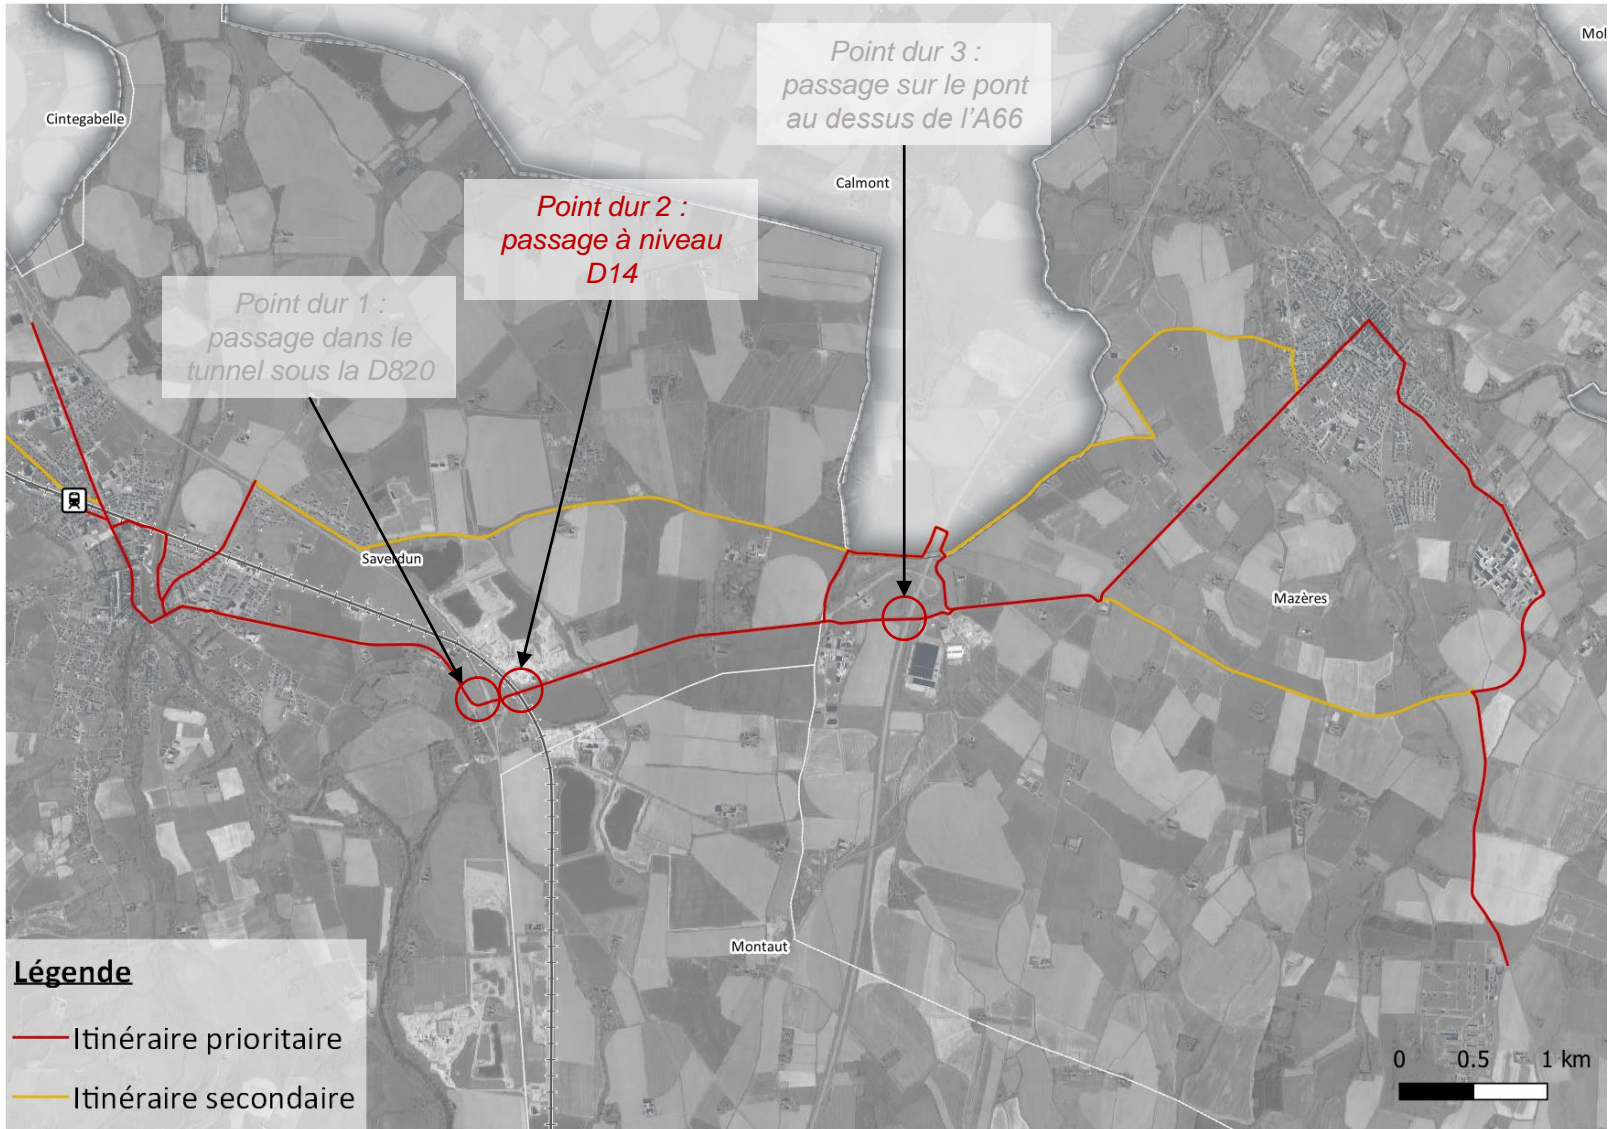 Mol
Point dur 3 :
passage sur le pont
au dessus de l'A66
Cintegabelle
Calmont
Point dur 2 :
passage à niveau
D14
Point dur 1 :
passage dans le
tunnel sous la D820
Saverdun
Mazères
Montaut
Légende
Itinéraire prioritaire
Itinéraire secondaire
0 0.5 1 km